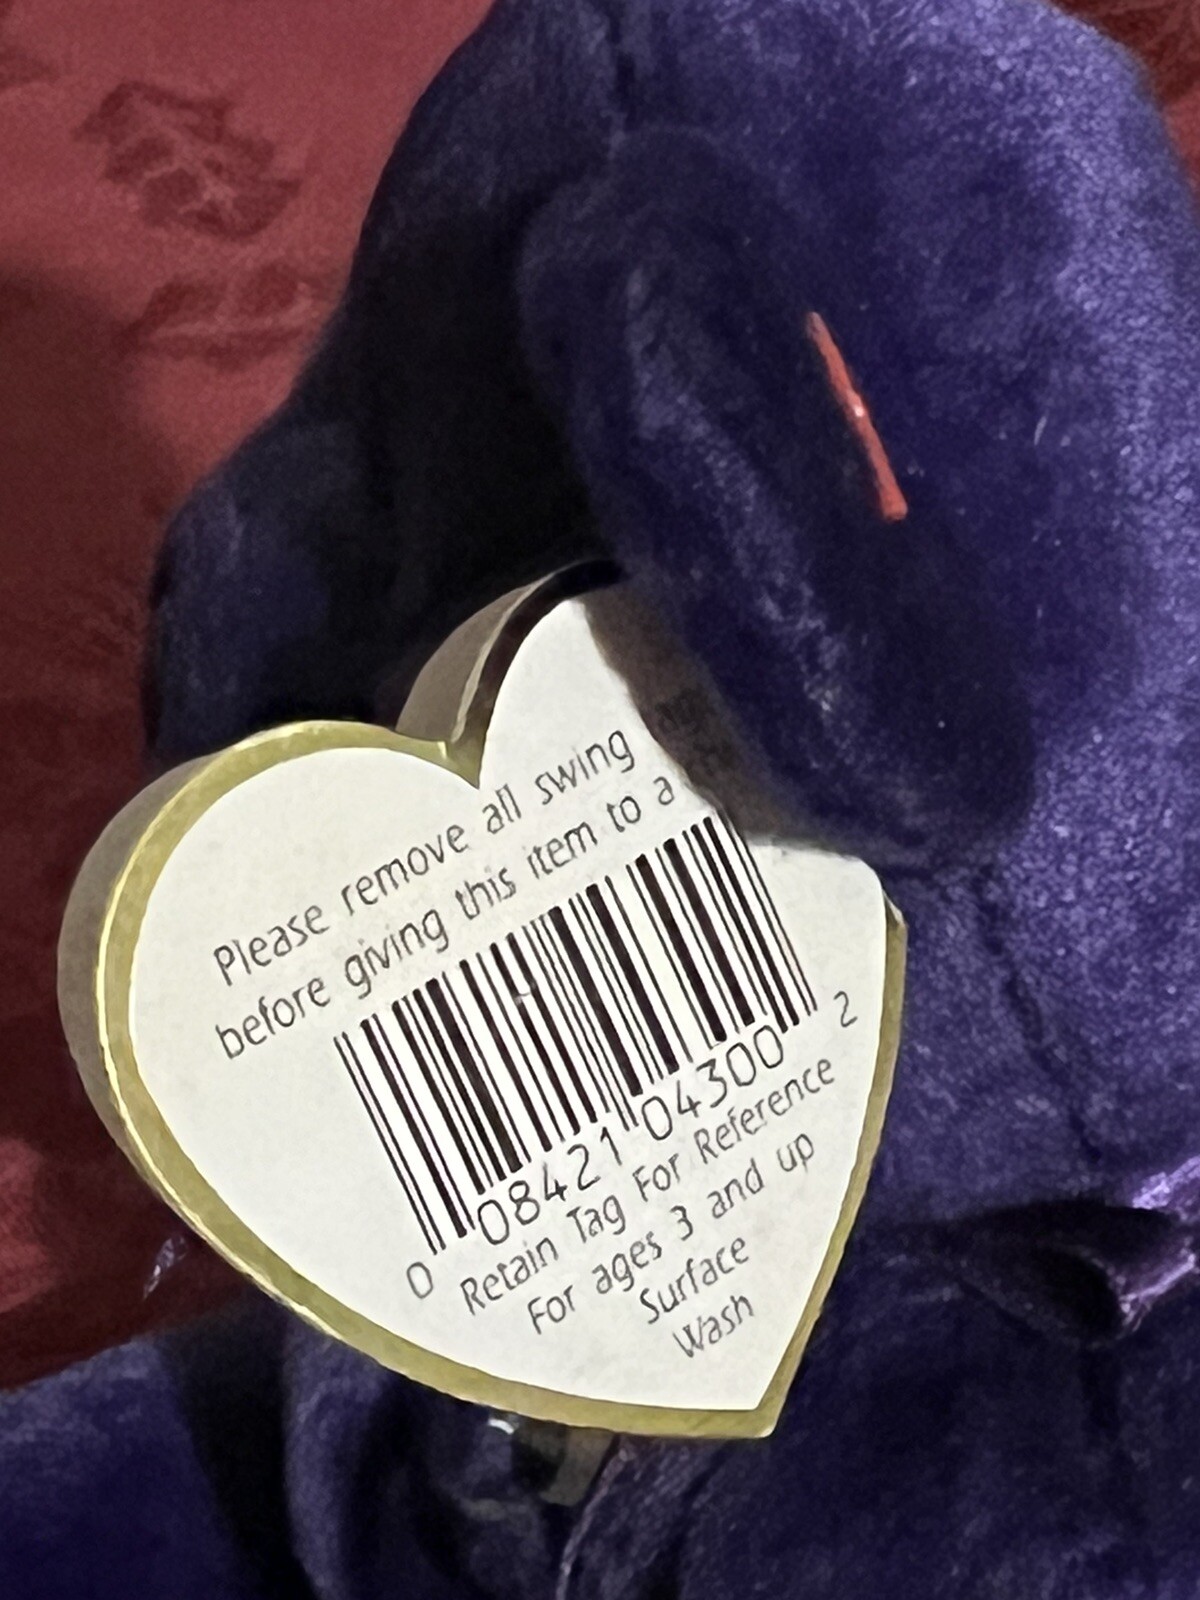 Please remove all swing
before giving this item to a
0 08421 04300 2
Retain Tag For Reference
For ages 3 and up
Surface
Wash